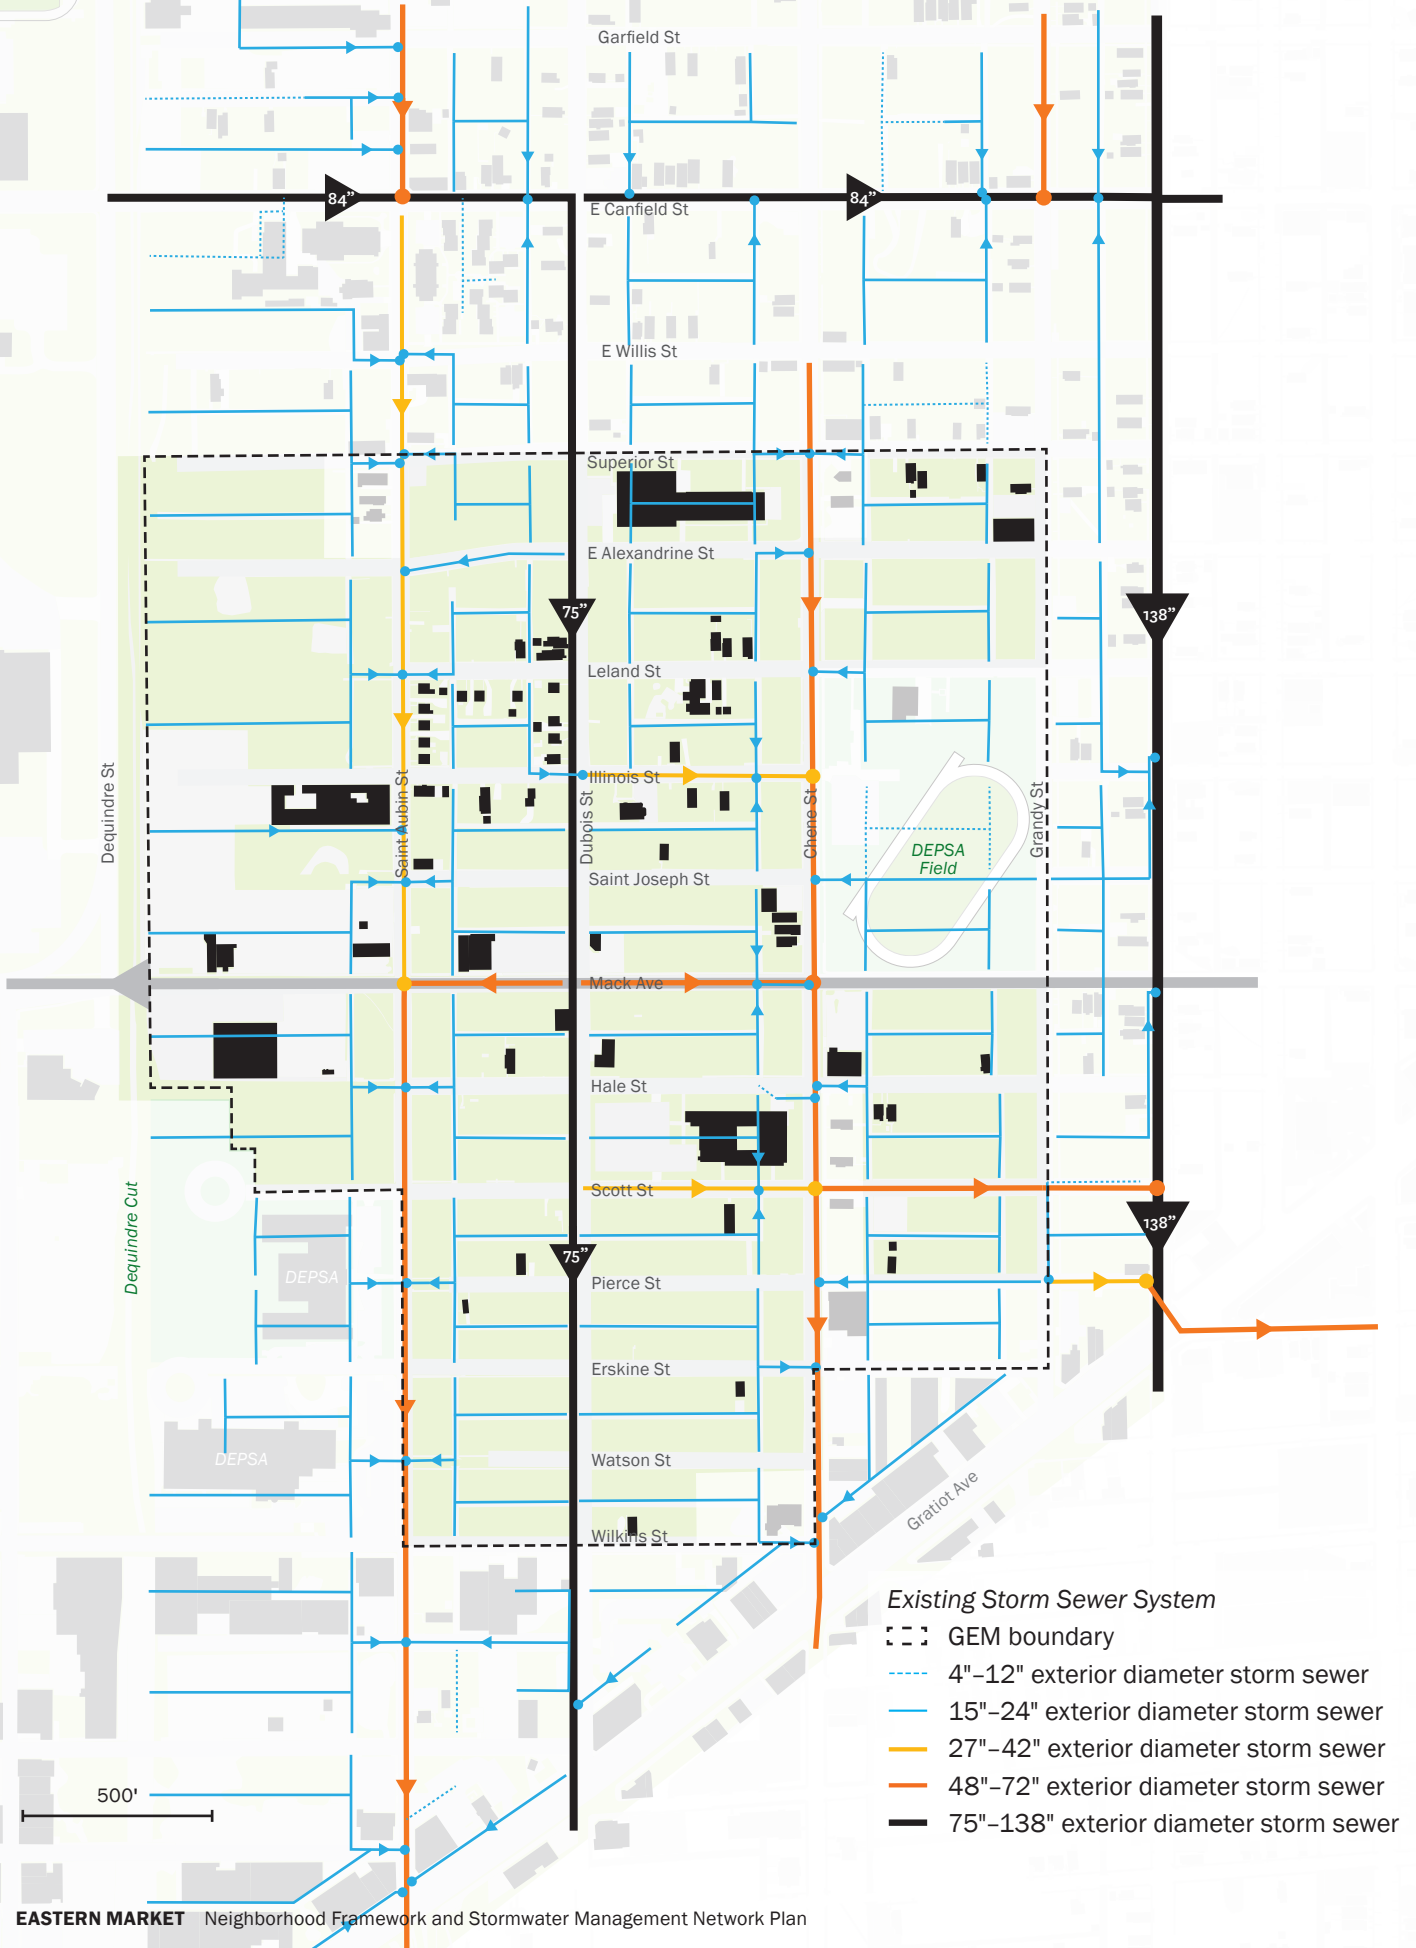 Garfield St
84”
84”
E Canfield St
E Willis St
Superior St
E Alexandrine St
75”
138”
Leland St
Dequindre St
Saint Aubin St
Illinois St
Dubois St
Chene St
Grandy St
DEPSA
Field
Saint Joseph St
Mack Ave
Hale St
Dequindre Cut
Scott St
138”
75”
DEPSA
Pierce St
Erskine St
DEPSA
Watson St
Gratiot Ave
Wilkins St
Existing Storm Sewer System
GEM boundary
4"–12" exterior diameter storm sewer
15"–24" exterior diameter storm sewer
27"–42" exterior diameter storm sewer
48"–72" exterior diameter storm sewer
75"–138" exterior diameter storm sewer
500'
EASTERN MARKET Neighborhood Framework and Stormwater Management Network Plan